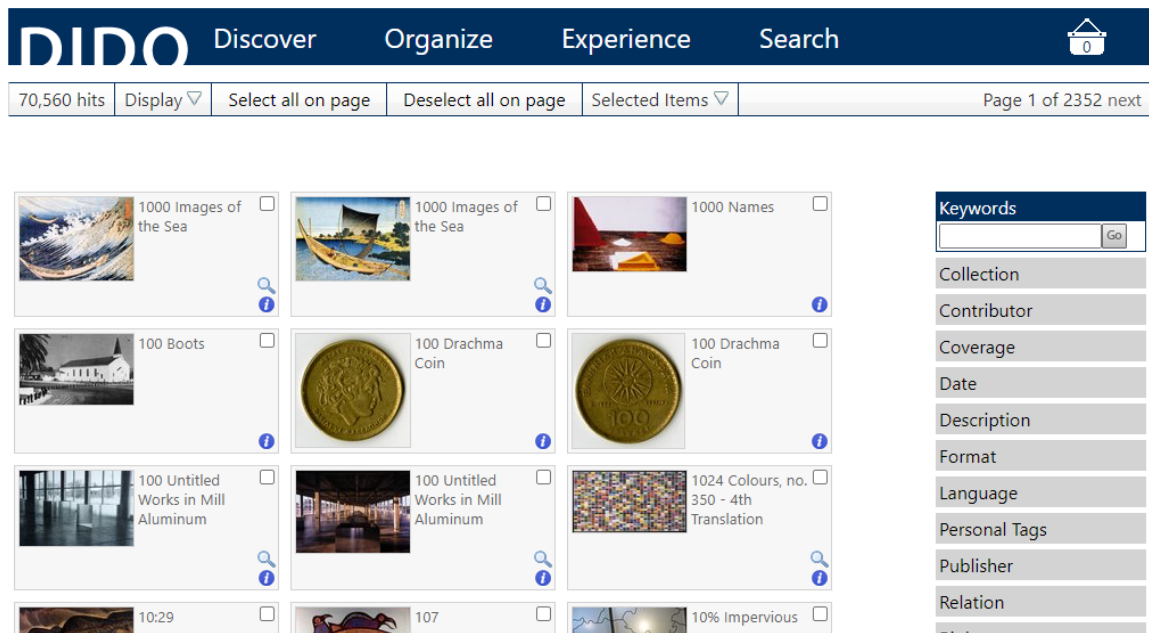 DIDO Discover Organize Experience Search 0
70,560 hits Display Select all on page Deselect all on page Selected Items Page 1 of 2352 next
1000 Images of
the Sea
1000 Images of
the Sea
1000 Names
Keywords
Go
Collection
Contributor
Coverage
Date
Description
Format
Language
Personal Tags
Publisher
Relation
100 Boots
100 Drachma
Coin
100 Drachma
Coin
100
100 Untitled
Works in Mill
Aluminum
100 Untitled
Works in Mill
Aluminum
1024 Colours, no.
350 - 4th
Translation
10:29
107
10% Impervious